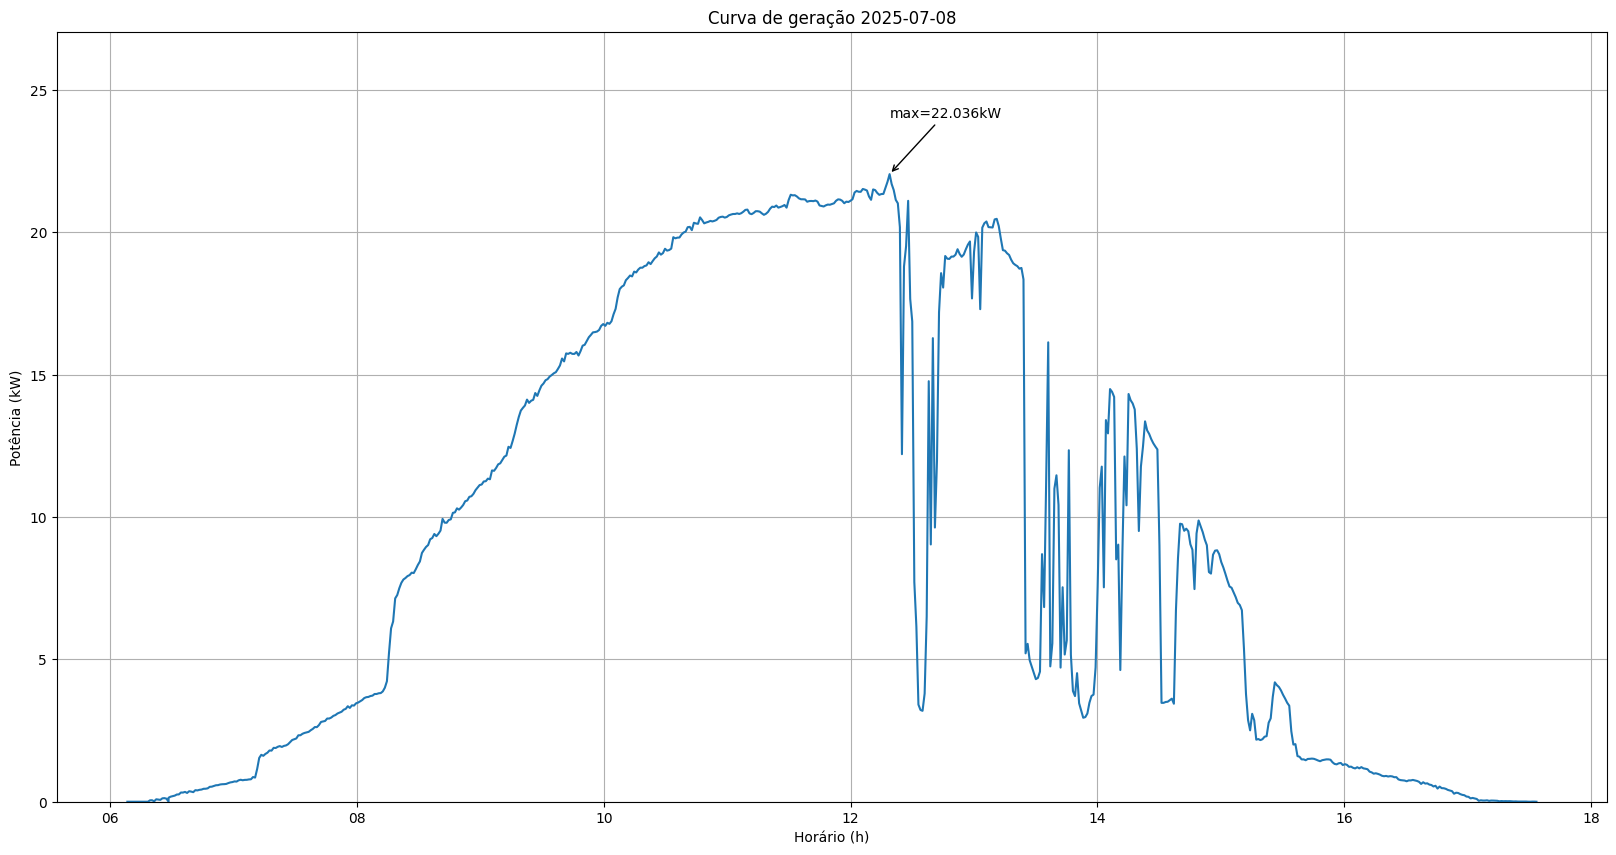 Curva de geração 2025-07-08
25
max=22.036kW
20
15
Potência (kW)
10
5
0
06 08 10 12 14 16 18
Horário (h)